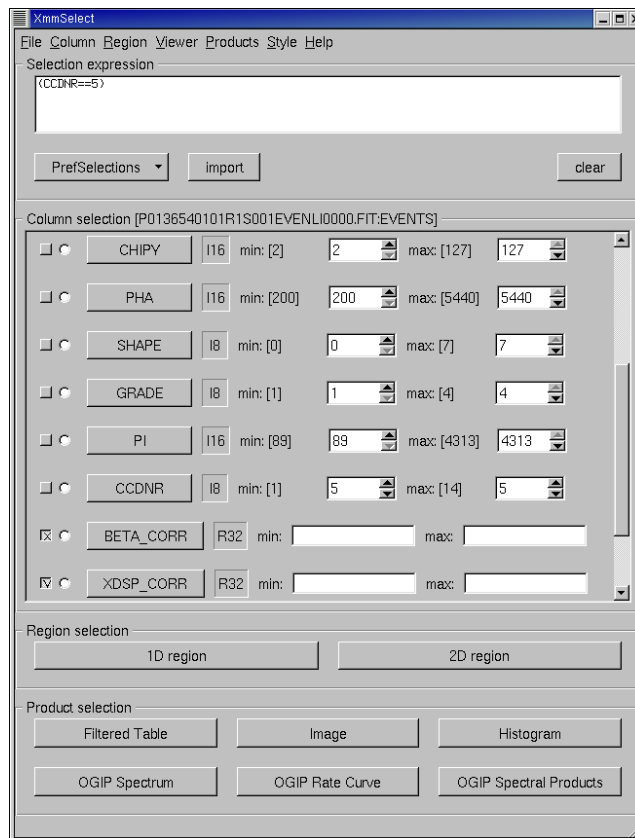 XmmSelect
File Column Region Viewer Products Style Help
Selection expression
(CCDNR==5)
PrefSelections import clear
Column selection [P0136540101R1S001EVENLI0000.FIT:EVENTS]
CHIPY I16 min: [2] 2 max: [127] 127
PHA I16 min: [200] 200 max: [5440] 5440
SHAPE I8 min: [0] 0 max: [7] 7
GRADE I8 min: [1] 1 max: [4] 4
PI I16 min: [89] 89 max: [4313] 4313
CCDNR I8 min: [1] 5 max: [14] 5
X BETA_CORR R32 min: max:
Y XDSP_CORR R32 min: max:
Region selection
1D region 2D region
Product selection
Filtered Table Image Histogram
OGIP Spectrum OGIP Rate Curve OGIP Spectral Products